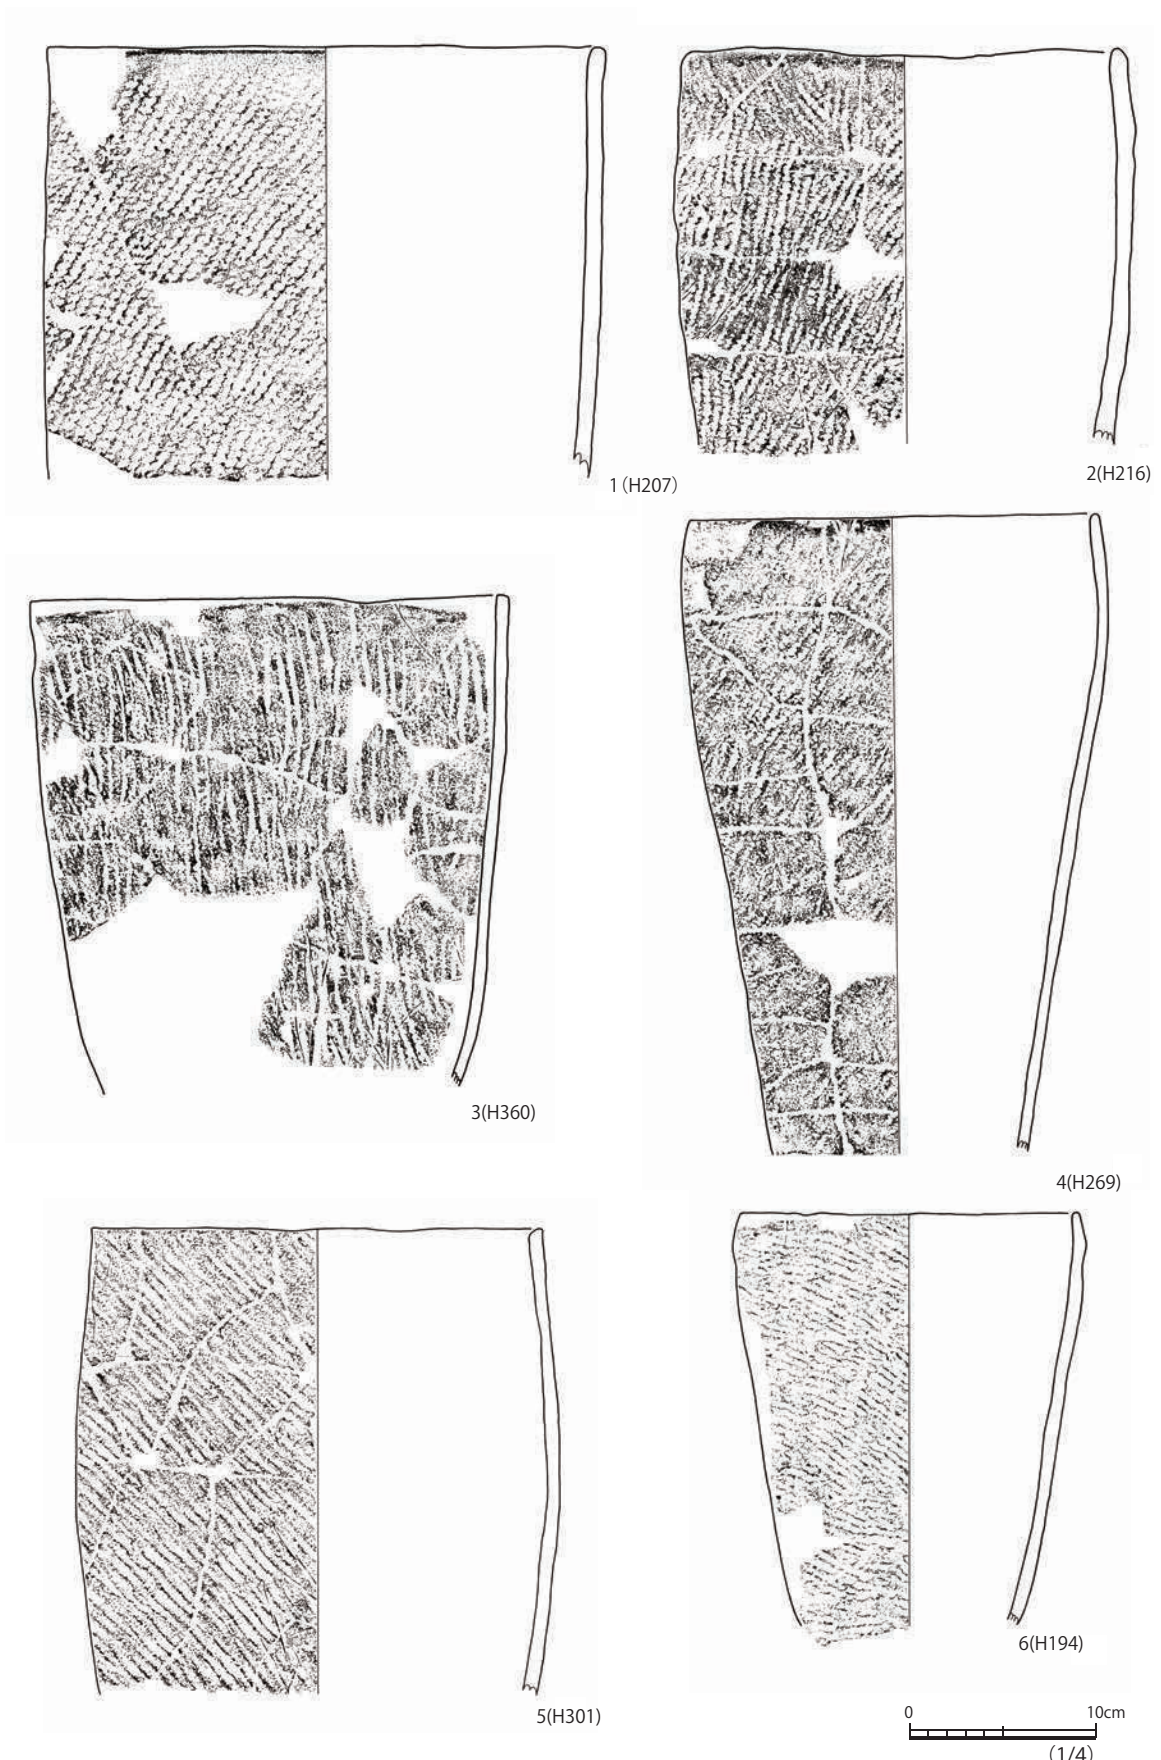 1（H207）
2(H216)
3(H360)
4(H269)
5(H301)
6(H194)
0 10cm
（1/4）